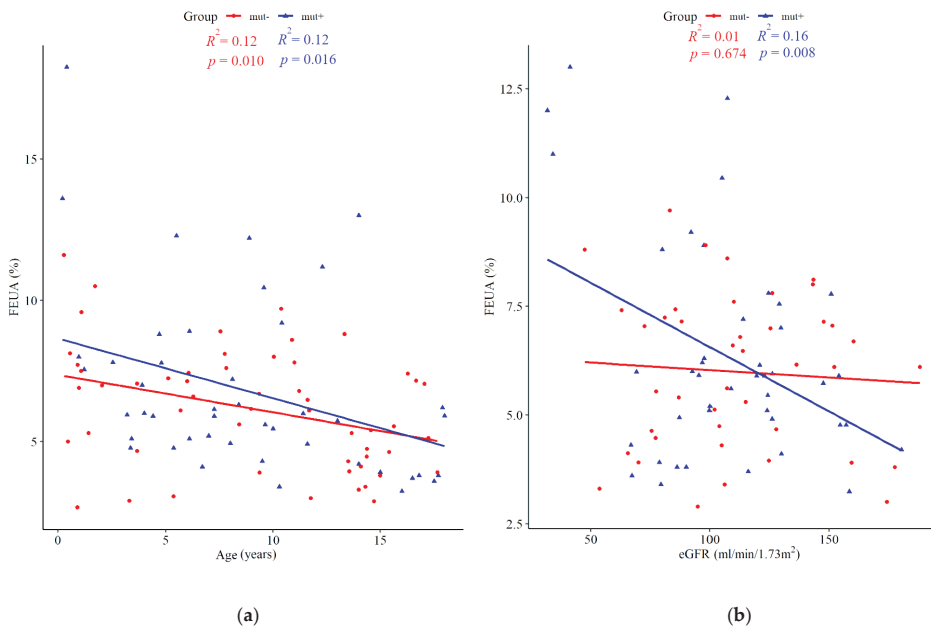 Group mut- mut+
R² = 0.12 R² = 0.12
p = 0.010 p = 0.016
FEUA (%)
15
10
5
0 5 10 15
Age (years)
(a)
Group mut- mut+
R² = 0.01 R² = 0.16
p = 0.674 p = 0.008
FEUA (%)
12.5
10.0
7.5
5.0
2.5
50 100 150
eGFR (ml/min/1.73m²)
(b)